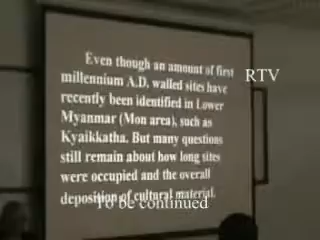 Even though an amount of first
RTV
millennium A.D. walled sites have
recently been identified in Lower
Myanmar (Mon area), such as
Kyaikkatha. But many questions
still remain about how long sites
were occupied and the overall
deposition of cultural material.
To be continued